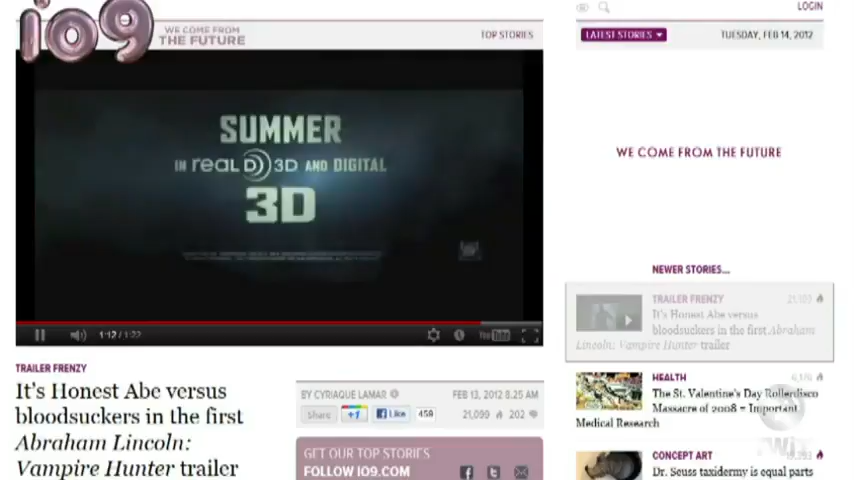 io9
WE COME FROM
THE FUTURE
TOP STORIES
LOGIN
LATEST STORIES
TUESDAY, FEB 14, 2012
SUMMER
IN REAL D 3D AND DIGITAL
3D
1:12 / 1:22
YouTube
WE COME FROM THE FUTURE
NEWER STORIES...
TRAILER FRENZY
It's Honest Abe versus
bloodsuckers in the first Abraham
Lincoln: Vampire Hunter trailer
HEALTH
The St. Valentine's Day Rollerdisco
Massacre of 2008 = Important
Medical Research
CONCEPT ART
Dr. Seuss taxidermy is equal parts
TRAILER FRENZY
It's Honest Abe versus
bloodsuckers in the first
Abraham Lincoln:
Vampire Hunter trailer
BY CYRIAQUE LAMAR
FEB 13, 2012 8:25 AM
Share
+1
Like
459
21,099
202
GET OUR TOP STORIES
FOLLOW IO9.COM